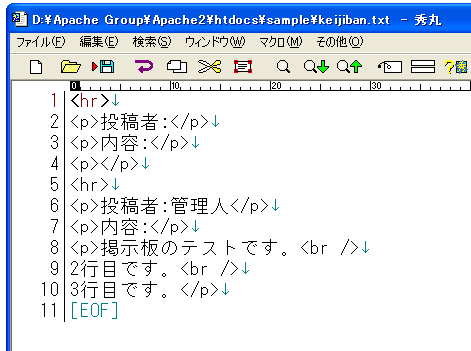 D:¥Apache Group¥Apache2¥htdocs¥sample¥keijiban.txt － 秀丸
ファイル(F) 編集(E) 検索(S) ウィンドウ(W) マクロ(M) その他(O)
0 10 20 30
1 <hr>↓
2 <p>投稿者:</p>↓
3 <p>内容:</p>↓
4 <p></p>↓
5 <hr>↓
6 <p>投稿者:管理人</p>↓
7 <p>内容:</p>↓
8 <p>掲示板のテストです。<br />↓
9 2行目です。<br />↓
10 3行目です。</p>↓
11 [EOF]